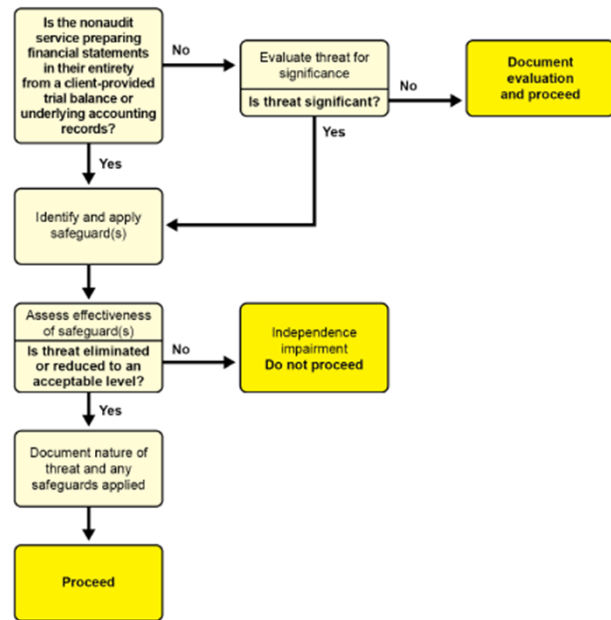 Is the nonaudit
service preparing
financial statements
in their entirety
from a client-provided
trial balance or
underlying accounting
records?
No
Evaluate threat for
significance
Is threat significant?
No
Document
evaluation
and proceed
Yes
Yes
Identify and apply
safeguard(s)
Assess effectiveness
of safeguard(s)
Is threat eliminated
or reduced to an
acceptable level?
No
Independence
impairment
Do not proceed
Yes
Document nature of
threat and any
safeguards applied
Proceed